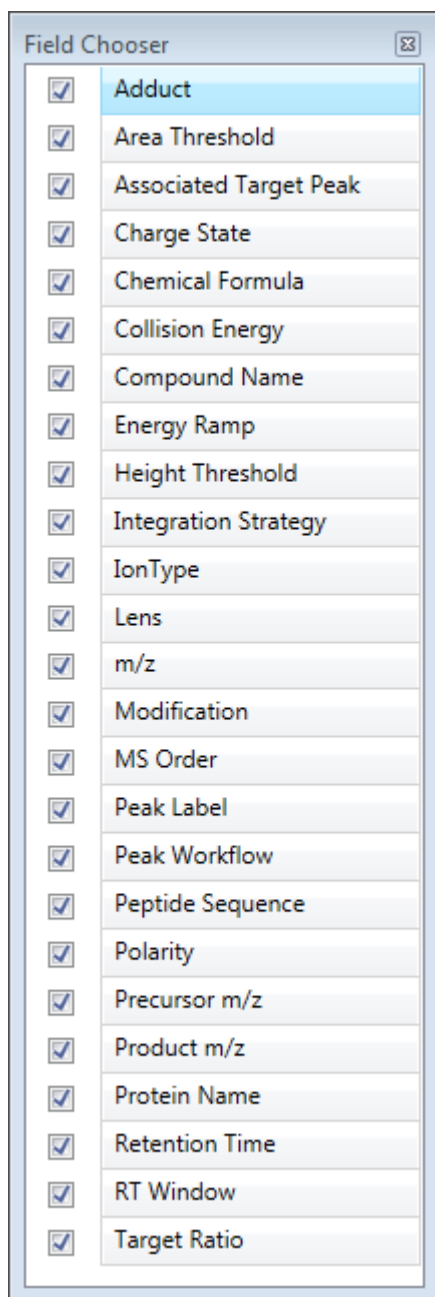 Field Chooser
Adduct
Area Threshold
Associated Target Peak
Charge State
Chemical Formula
Collision Energy
Compound Name
Energy Ramp
Height Threshold
Integration Strategy
IonType
Lens
m/z
Modification
MS Order
Peak Label
Peak Workflow
Peptide Sequence
Polarity
Precursor m/z
Product m/z
Protein Name
Retention Time
RT Window
Target Ratio